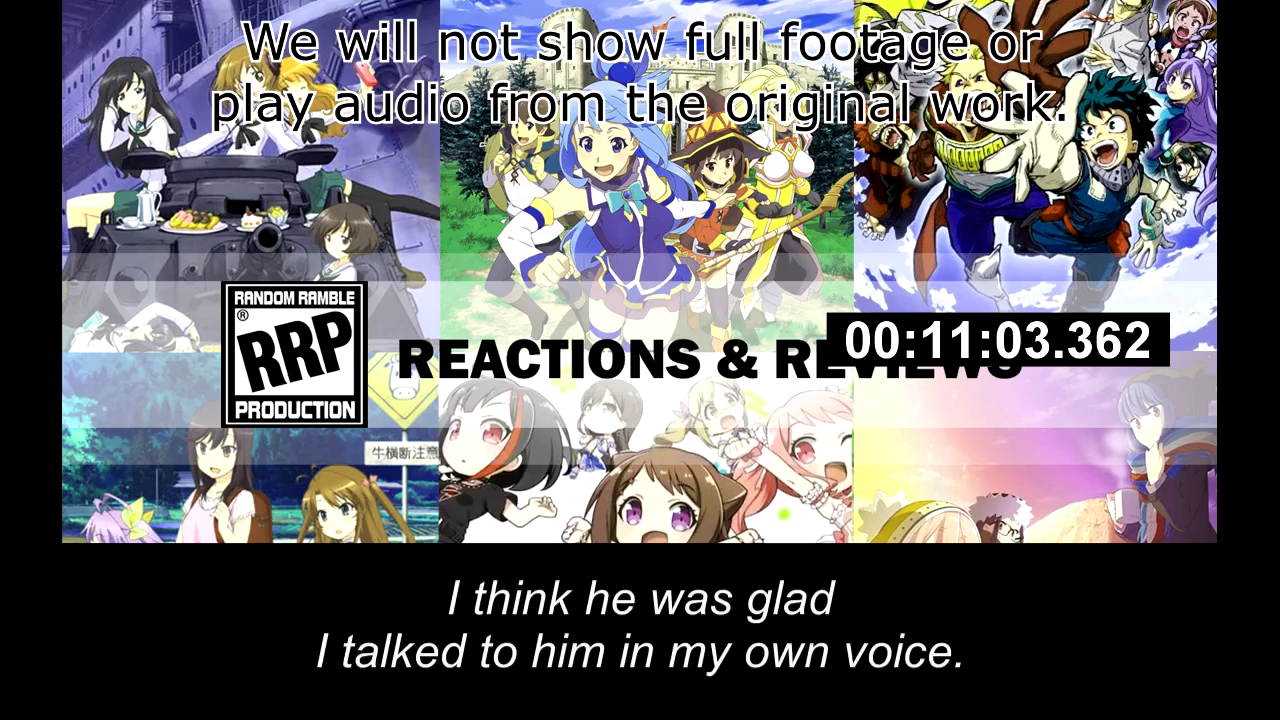 We will not show full footage or
play audio from the original work.
RANDOM RAMBLE
®
RRP
PRODUCTION
REACTIONS & REVIEWS
00:11:03.362
牛横断注意
I think he was glad
I talked to him in my own voice.